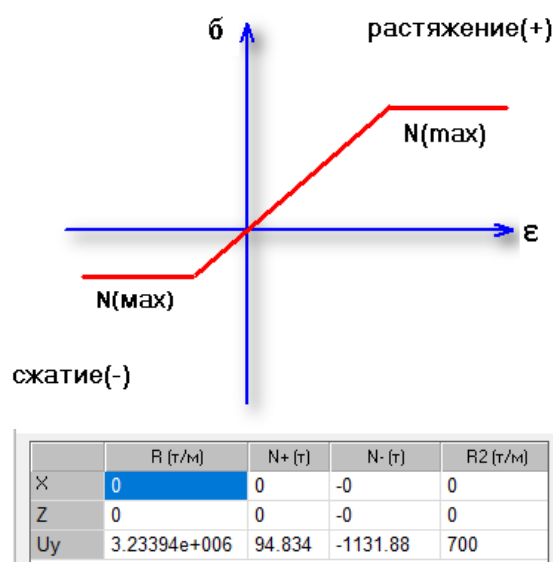 б растяжение(+)
N(max)
ε
N(мах)
сжатие(-)
R (т/м) N+ (т) N- (т) R2 (т/м)
X 0 0 -0 0
Z 0 0 -0 0
Uy 3.23394e+006 94.834 -1131.88 700